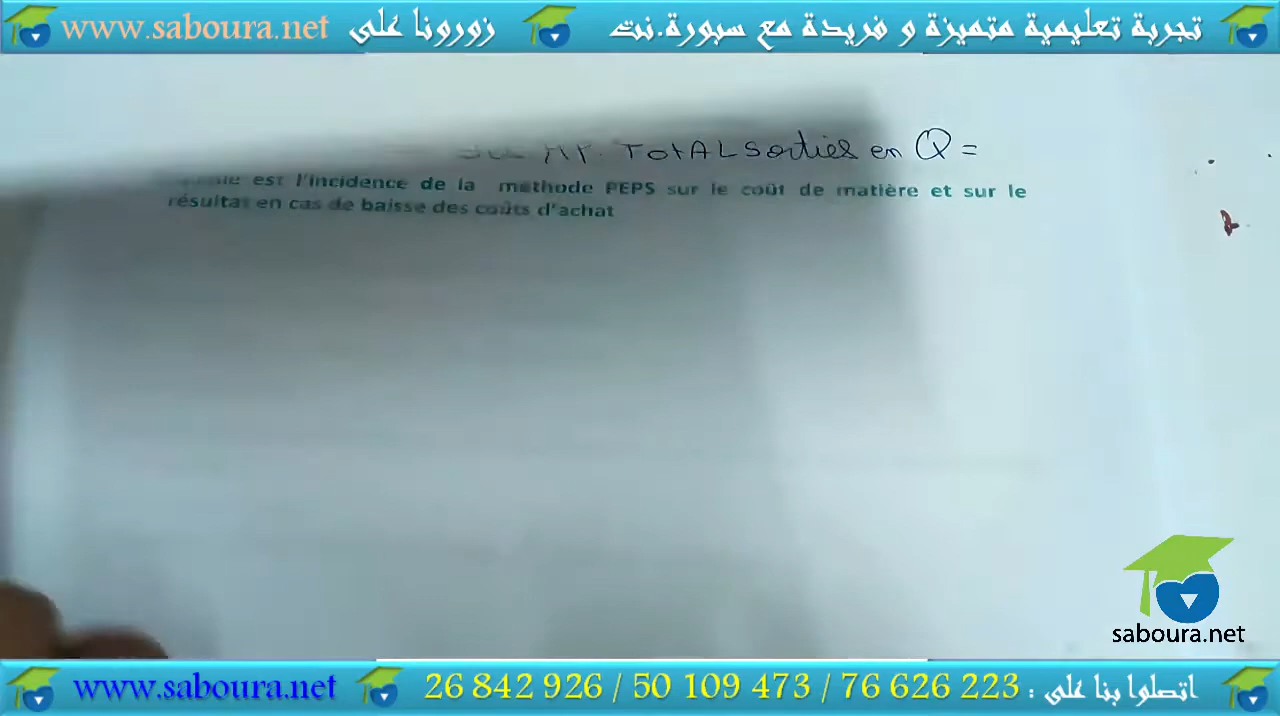 www.saboura.net زورونا على تجربة تعليمية متميزة و فريدة مع سبورة.نت
TOTAL Sorties en Q =
est l'incidence de la methode PEPS sur le coût de matière et sur le
résultat en cas de baisse des coûts d'achat
saboura.net
www.saboura.net 26 842 926 / 50 109 473 / 76 626 223 : اتصلوا بنا على